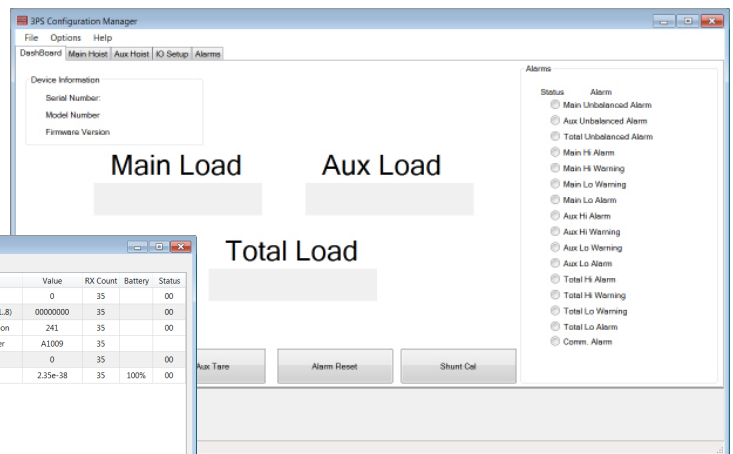 3PS Configuration Manager
File Options Help
DashBoard Main Hoist Aux Hoist IO Setup Alarms
Device Information
Serial Number:
Model Number
Firmware Version
Main Load
Aux Load
Total Load
Aux Tare
Alarm Reset
Shunt Cal
Alarms
Status Alarm
Main Unbalanced Alarm
Aux Unbalanced Alarm
Total Unbalanced Alarm
Main Hi Alarm
Main Hi Warning
Main Lo Warning
Main Lo Alarm
Aux Hi Alarm
Aux Hi Warning
Aux Lo Warning
Aux Lo Alarm
Total Hi Alarm
Total Hi Warning
Total Lo Warning
Total Lo Alarm
Comm. Alarm
Value RX Count Battery Status
0 35 00
..8) 00000000 35 00
on 241 35 00
er A1009 35
0 35 00
2.35e-38 35 100% 00